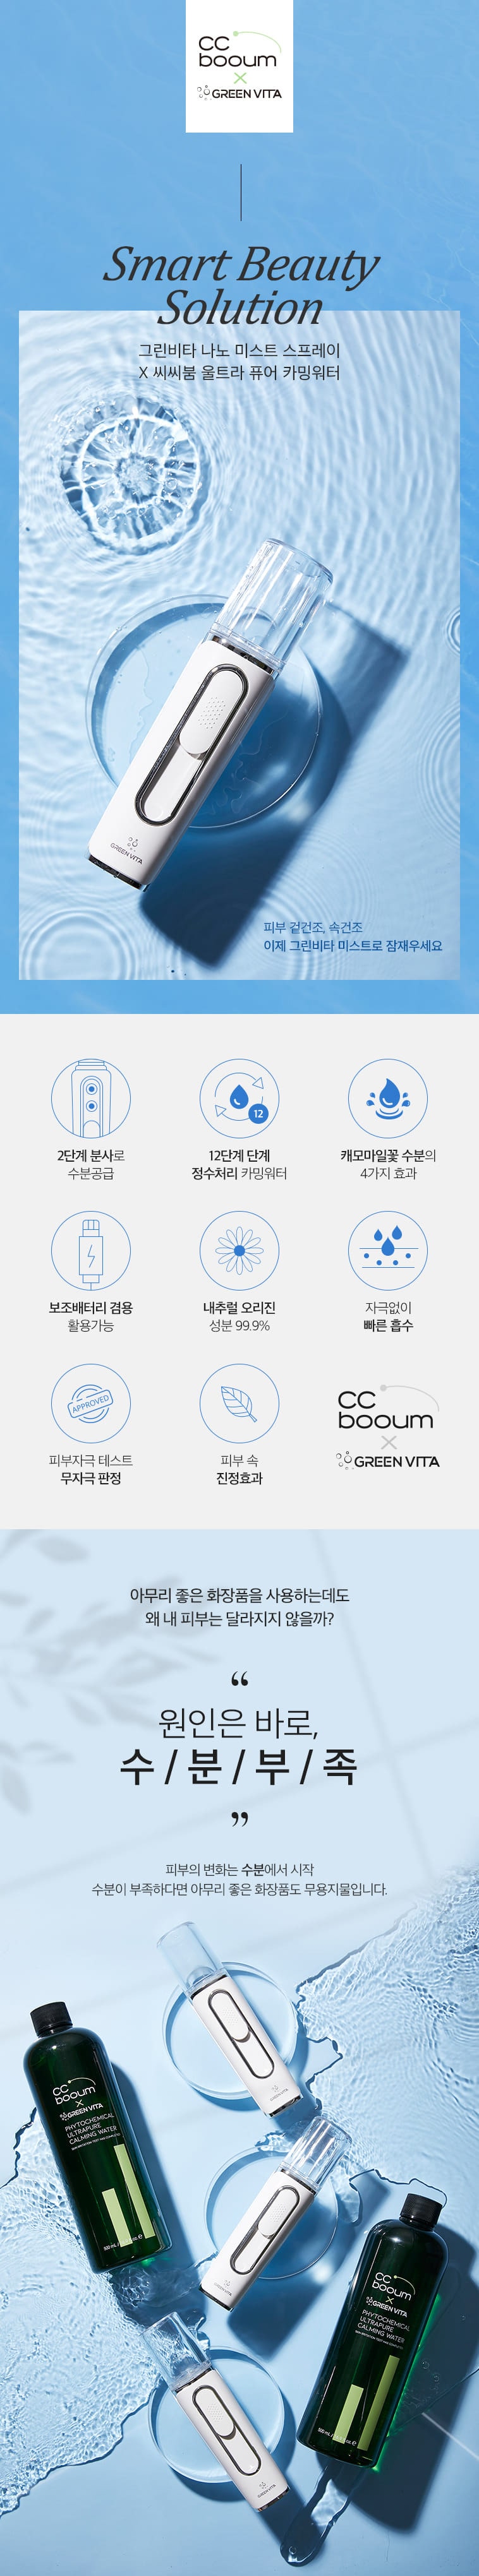 CC
booum
X
GREEN VITA
Smart Beauty
Solution
그린비타 나노 미스트 스프레이
X 씨씨붐 울트라 퓨어 카밍워터
GREEN VITA
피부 겉건조, 속건조
이제 그린비타 미스트로 잠재우세요
2단계 분사로
수분공급
12
12단계 단계
정수처리 카밍워터
캐모마일꽃 수분의
4가지 효과
보조배터리 겸용
활용가능
내추럴 오리진
성분 99.9%
자극없이
빠른 흡수
APPROVED
피부자극 테스트
무자극 판정
피부 속
진정효과
CC
booum
X
GREEN VITA
아무리 좋은 화장품을 사용하는데도
왜 내 피부는 달라지지 않을까?
“
원인은 바로,
수 / 분 / 부 / 족
”
피부의 변화는 수분에서 시작
수분이 부족하다면 아무리 좋은 화장품도 무용지물입니다.
GREEN VITA
CC
booum
X
GREEN VITA
PHYTOCHEMICAL
ULTRAPURE
CALMING WATER
GREEN VITA
CC
booum
X
GREEN VITA
PHYTOCHEMICAL
ULTRAPURE
CALMING WATER
GREEN VITA